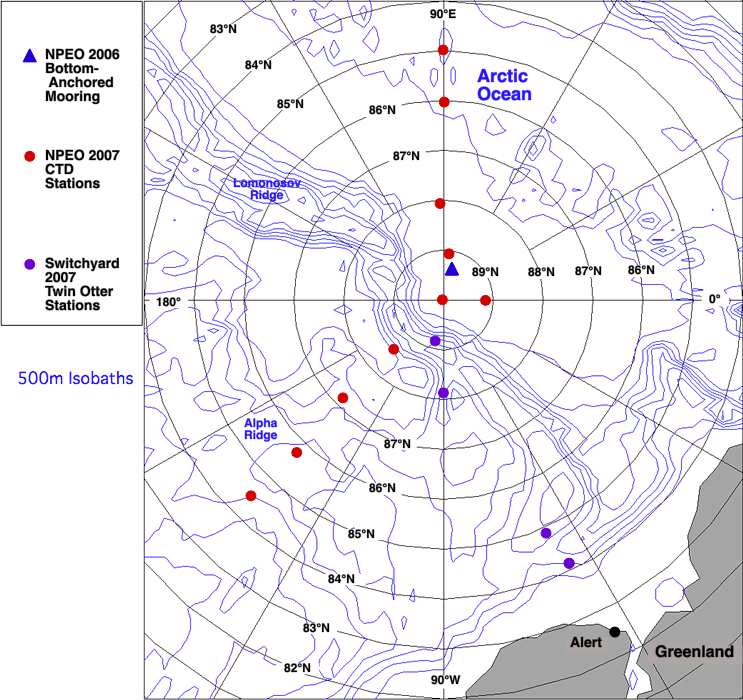 NPEO 2006
Bottom-
Anchored
Mooring
NPEO 2007
CTD
Stations
Switchyard
2007
Twin Otter
Stations
500m Isobaths
90°E
83°N
84°N
85°N
86°N
87°N
Arctic
Ocean
Lomonosov
Ridge
89°N
88°N
87°N
86°N
180°
0°
Alpha
Ridge
87°N
86°N
85°N
84°N
83°N
82°N
90°W
Alert
Greenland